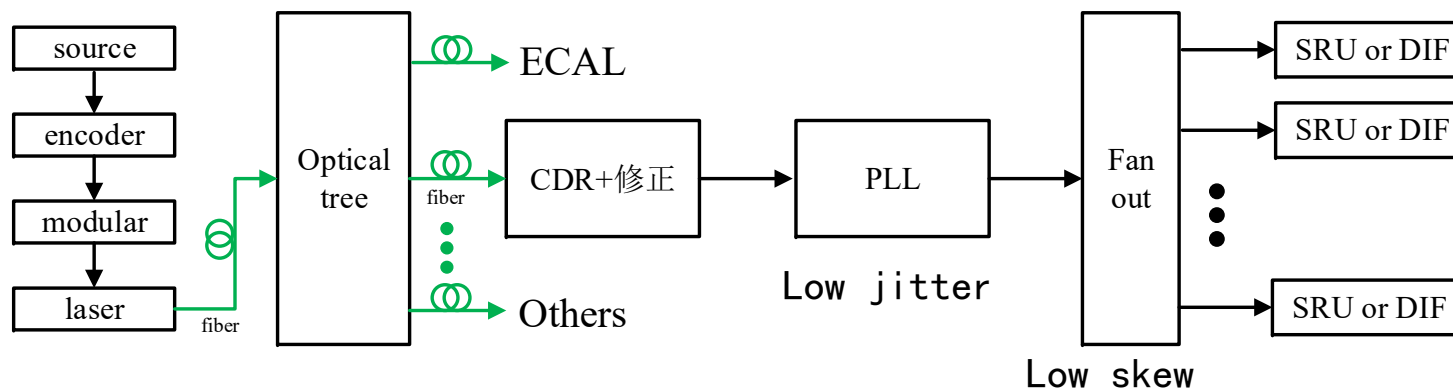 source
encoder
modular
laser
fiber
Optical
tree
ECAL
fiber
Others
CDR+修正
PLL
Low jitter
Fan
out
Low skew
SRU or DIF
SRU or DIF
SRU or DIF